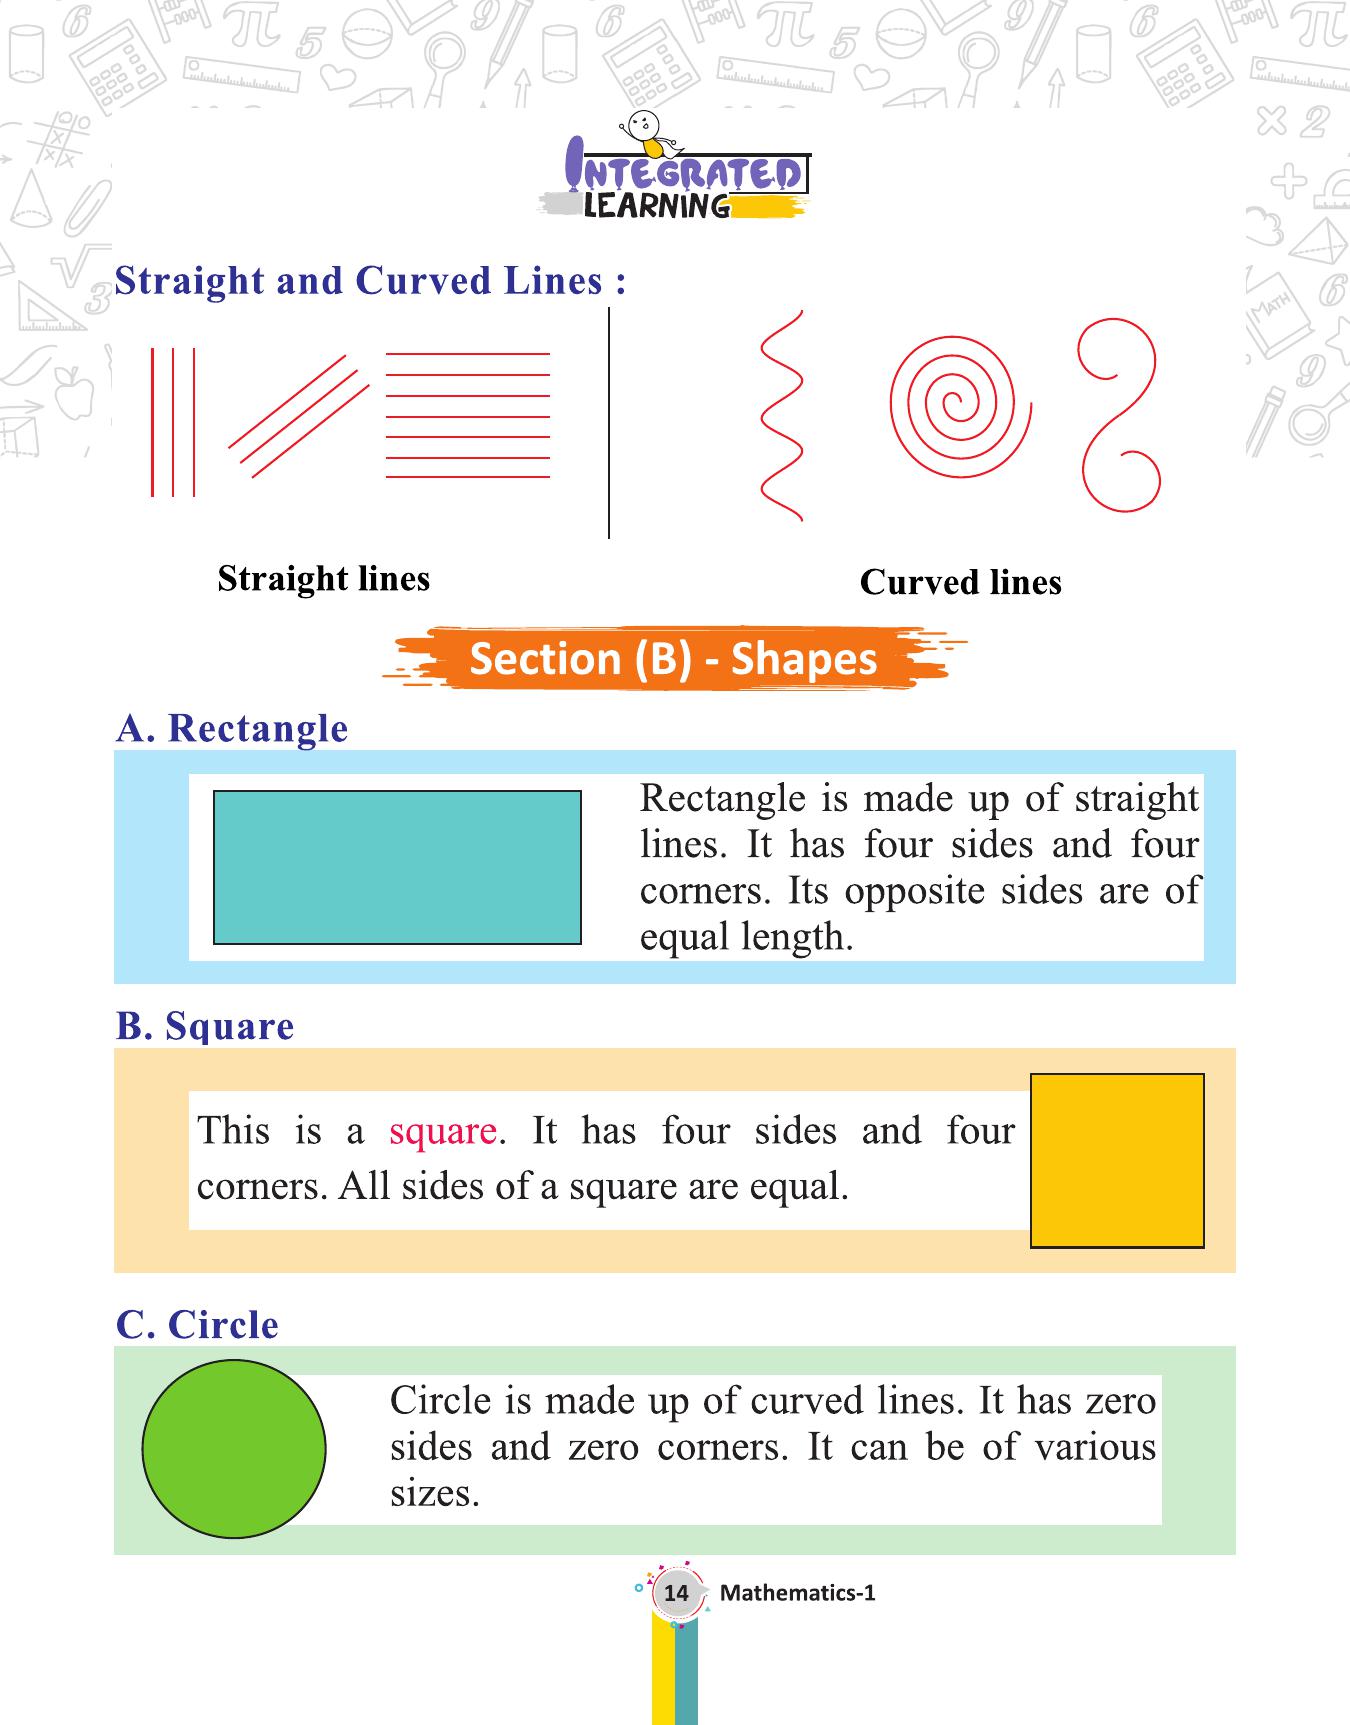 INTEGRATED
LEARNING
Straight and Curved Lines :
Straight lines
Curved lines
Section (B) - Shapes
A. Rectangle
Rectangle is made up of straight
lines. It has four sides and four
corners. Its opposite sides are of
equal length.
B. Square
This is a square. It has four sides and four
corners. All sides of a square are equal.
C. Circle
Circle is made up of curved lines. It has zero
sides and zero corners. It can be of various
sizes.
14 Mathematics-1